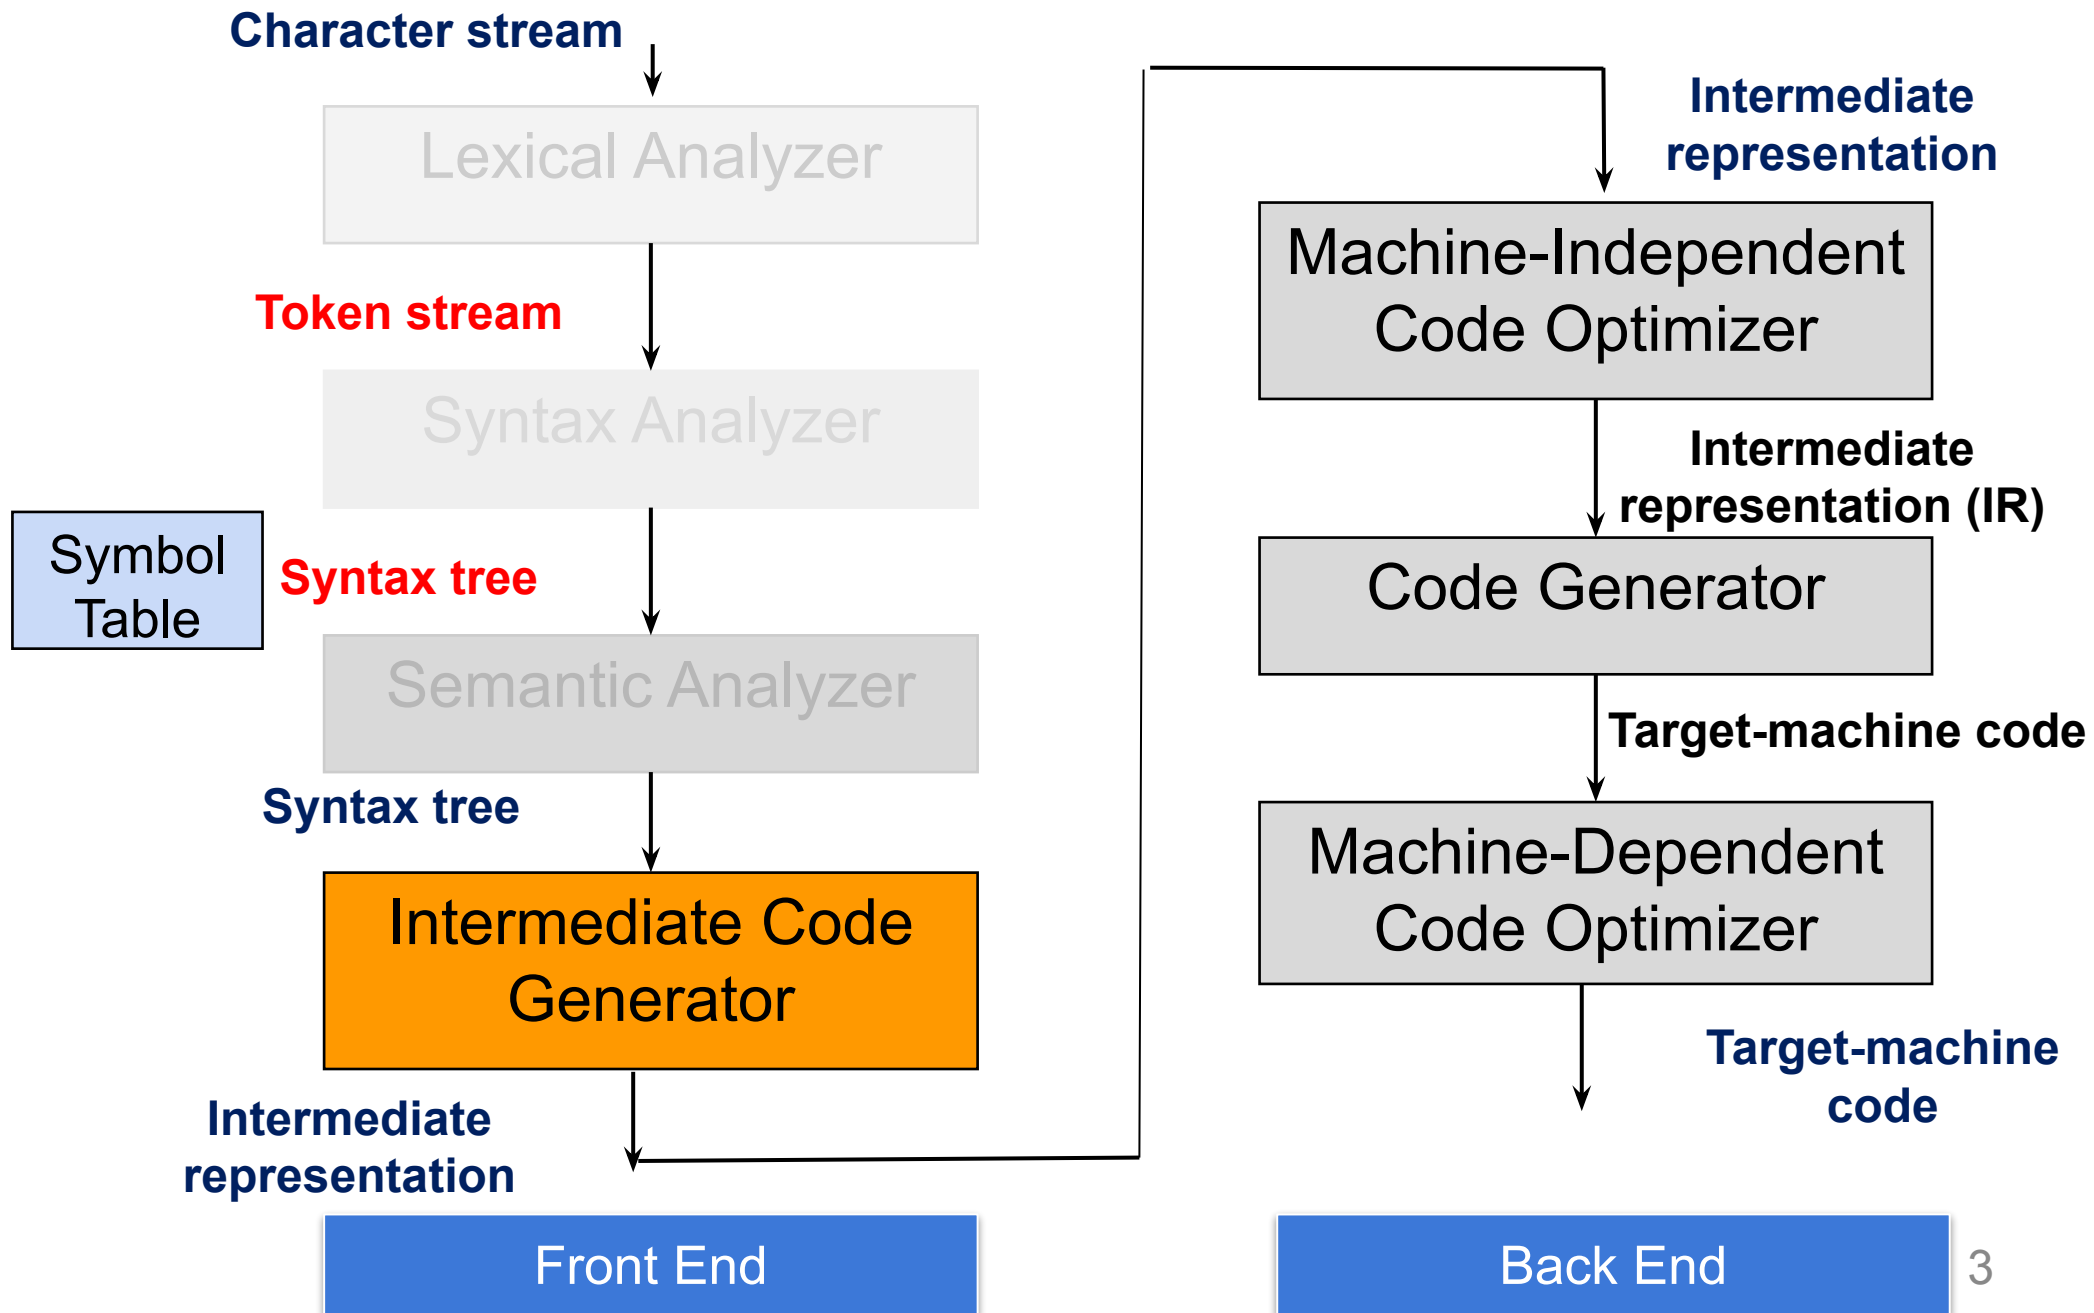 Character stream
Lexical Analyzer
Token stream
Syntax Analyzer
Symbol
Table
Syntax tree
Semantic Analyzer
Syntax tree
Intermediate Code
Generator
Intermediate
representation
Front End
Intermediate
representation
Machine-Independent
Code Optimizer
Intermediate
representation (IR)
Code Generator
Target-machine code
Machine-Dependent
Code Optimizer
Target-machine
code
Back End
3